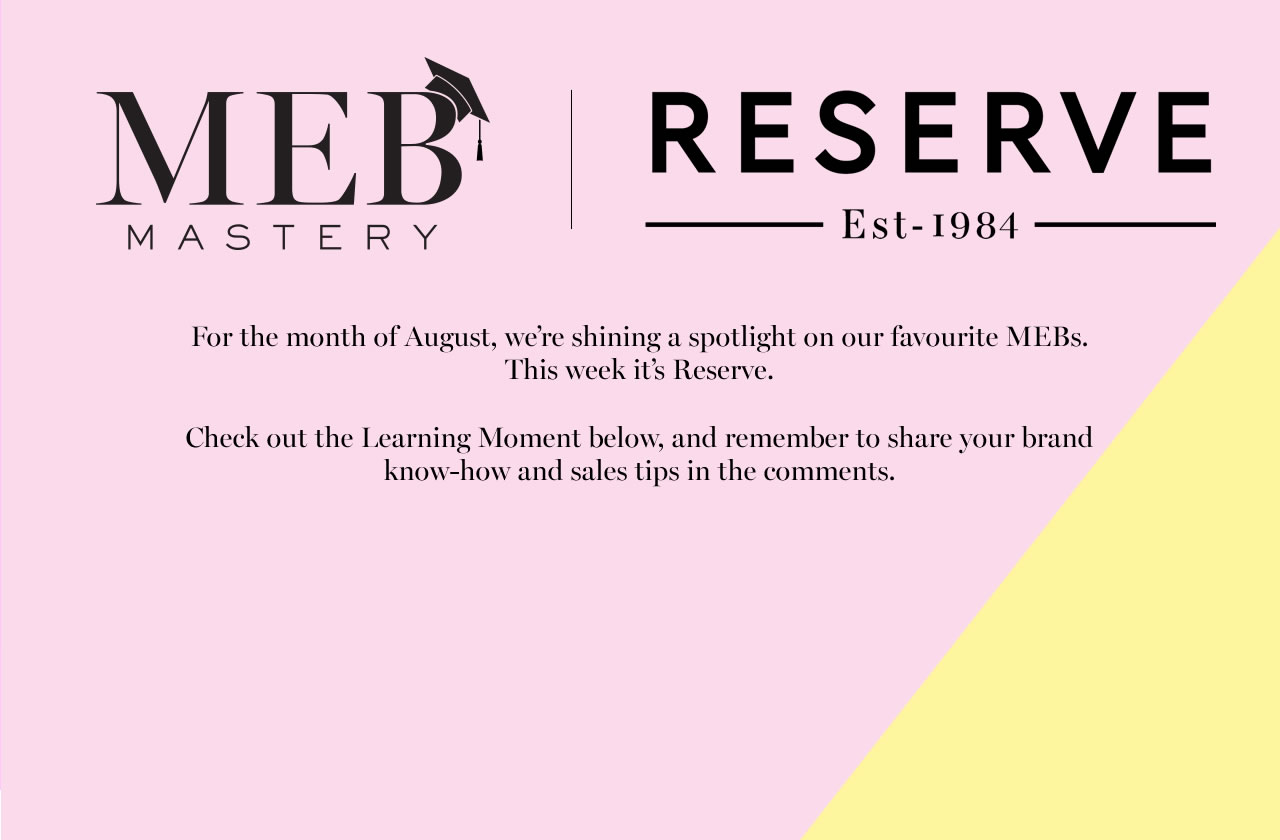 MEB
MASTERY
RESERVE
Est-1984
For the month of August, we’re shining a spotlight on our favourite MEBs.
This week it’s Reserve.
Check out the Learning Moment below, and remember to share your brand
know-how and sales tips in the comments.